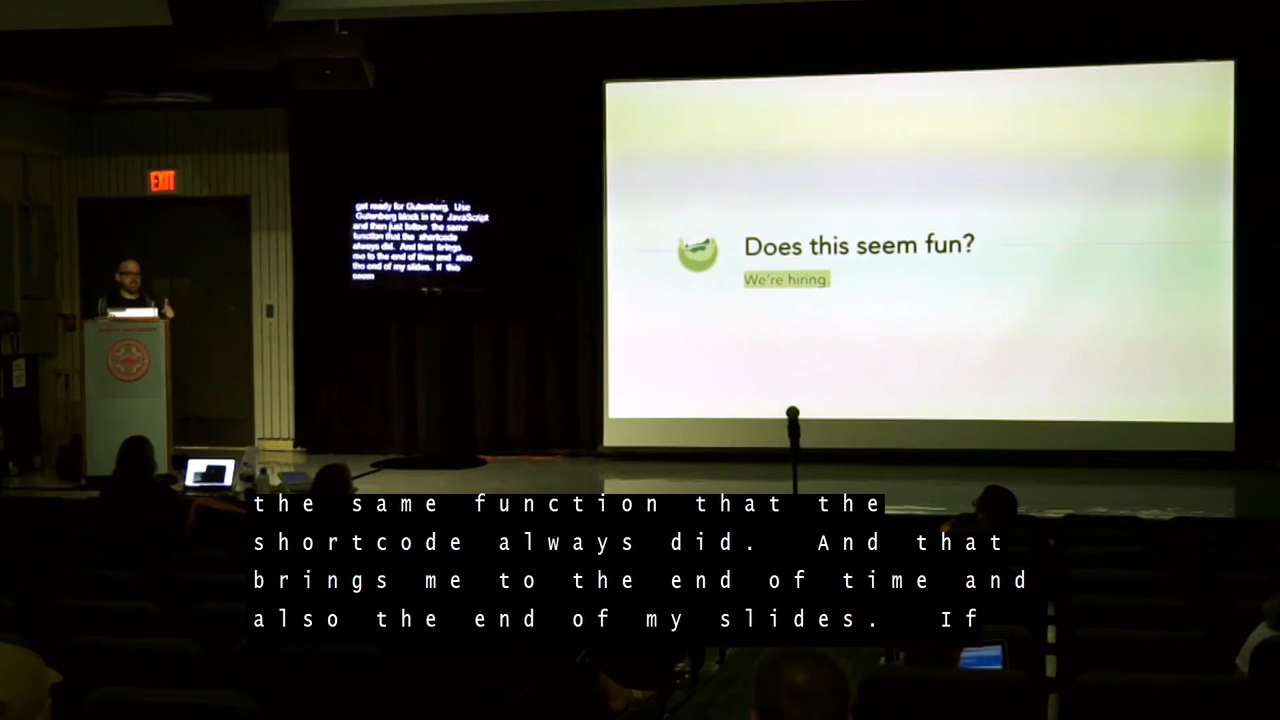 EXIT
get ready for Gutenberg. Use
Gutenberg block in the JavaScript
and then just follow the same
function that the shortcode
always did. And that brings
me to the end of time and also
the end of my slides. If this
seem
Does this seem fun?
We're hiring.
the same function that the
shortcode always did. And that
brings me to the end of time and
also the end of my slides. If